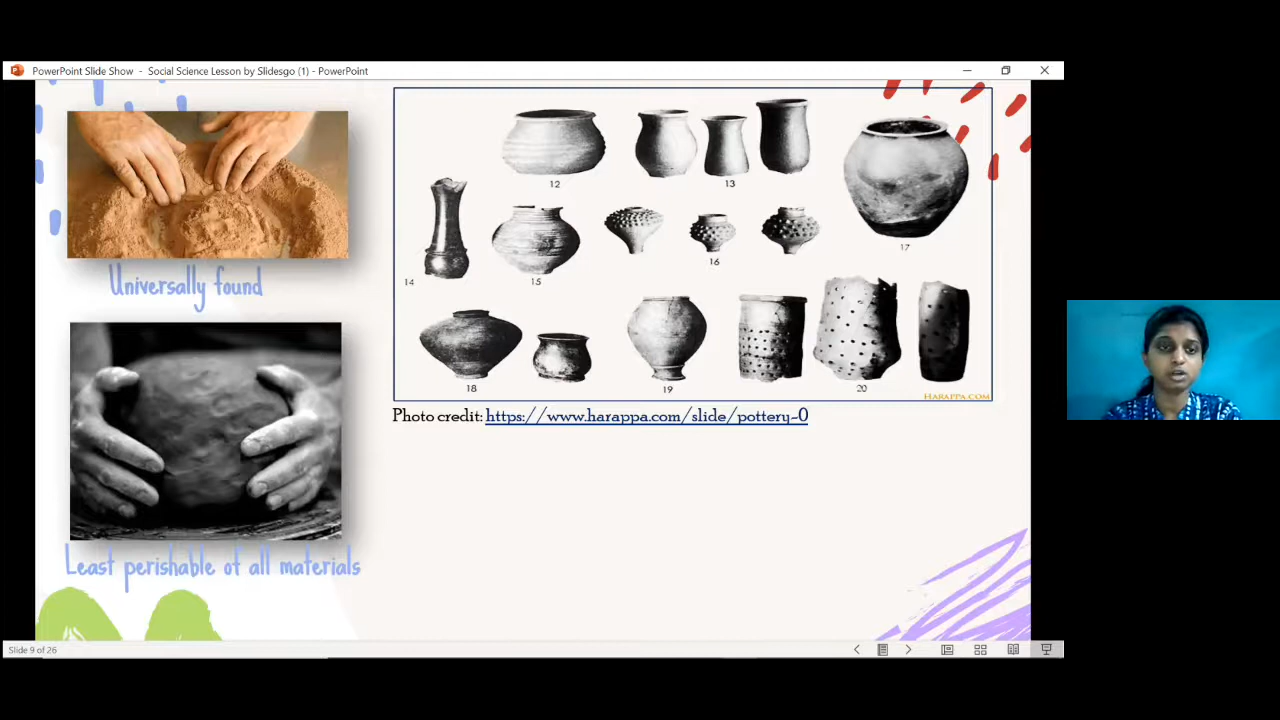 PowerPoint Slide Show - Social Science Lesson by Slidesgo (1) - PowerPoint
Universally found
Least perishable of all materials
12
13
14
15
16
17
18
19
20
HARAPPA.COM
Photo credit: https://www.harappa.com/slide/pottery-0
Slide 9 of 26